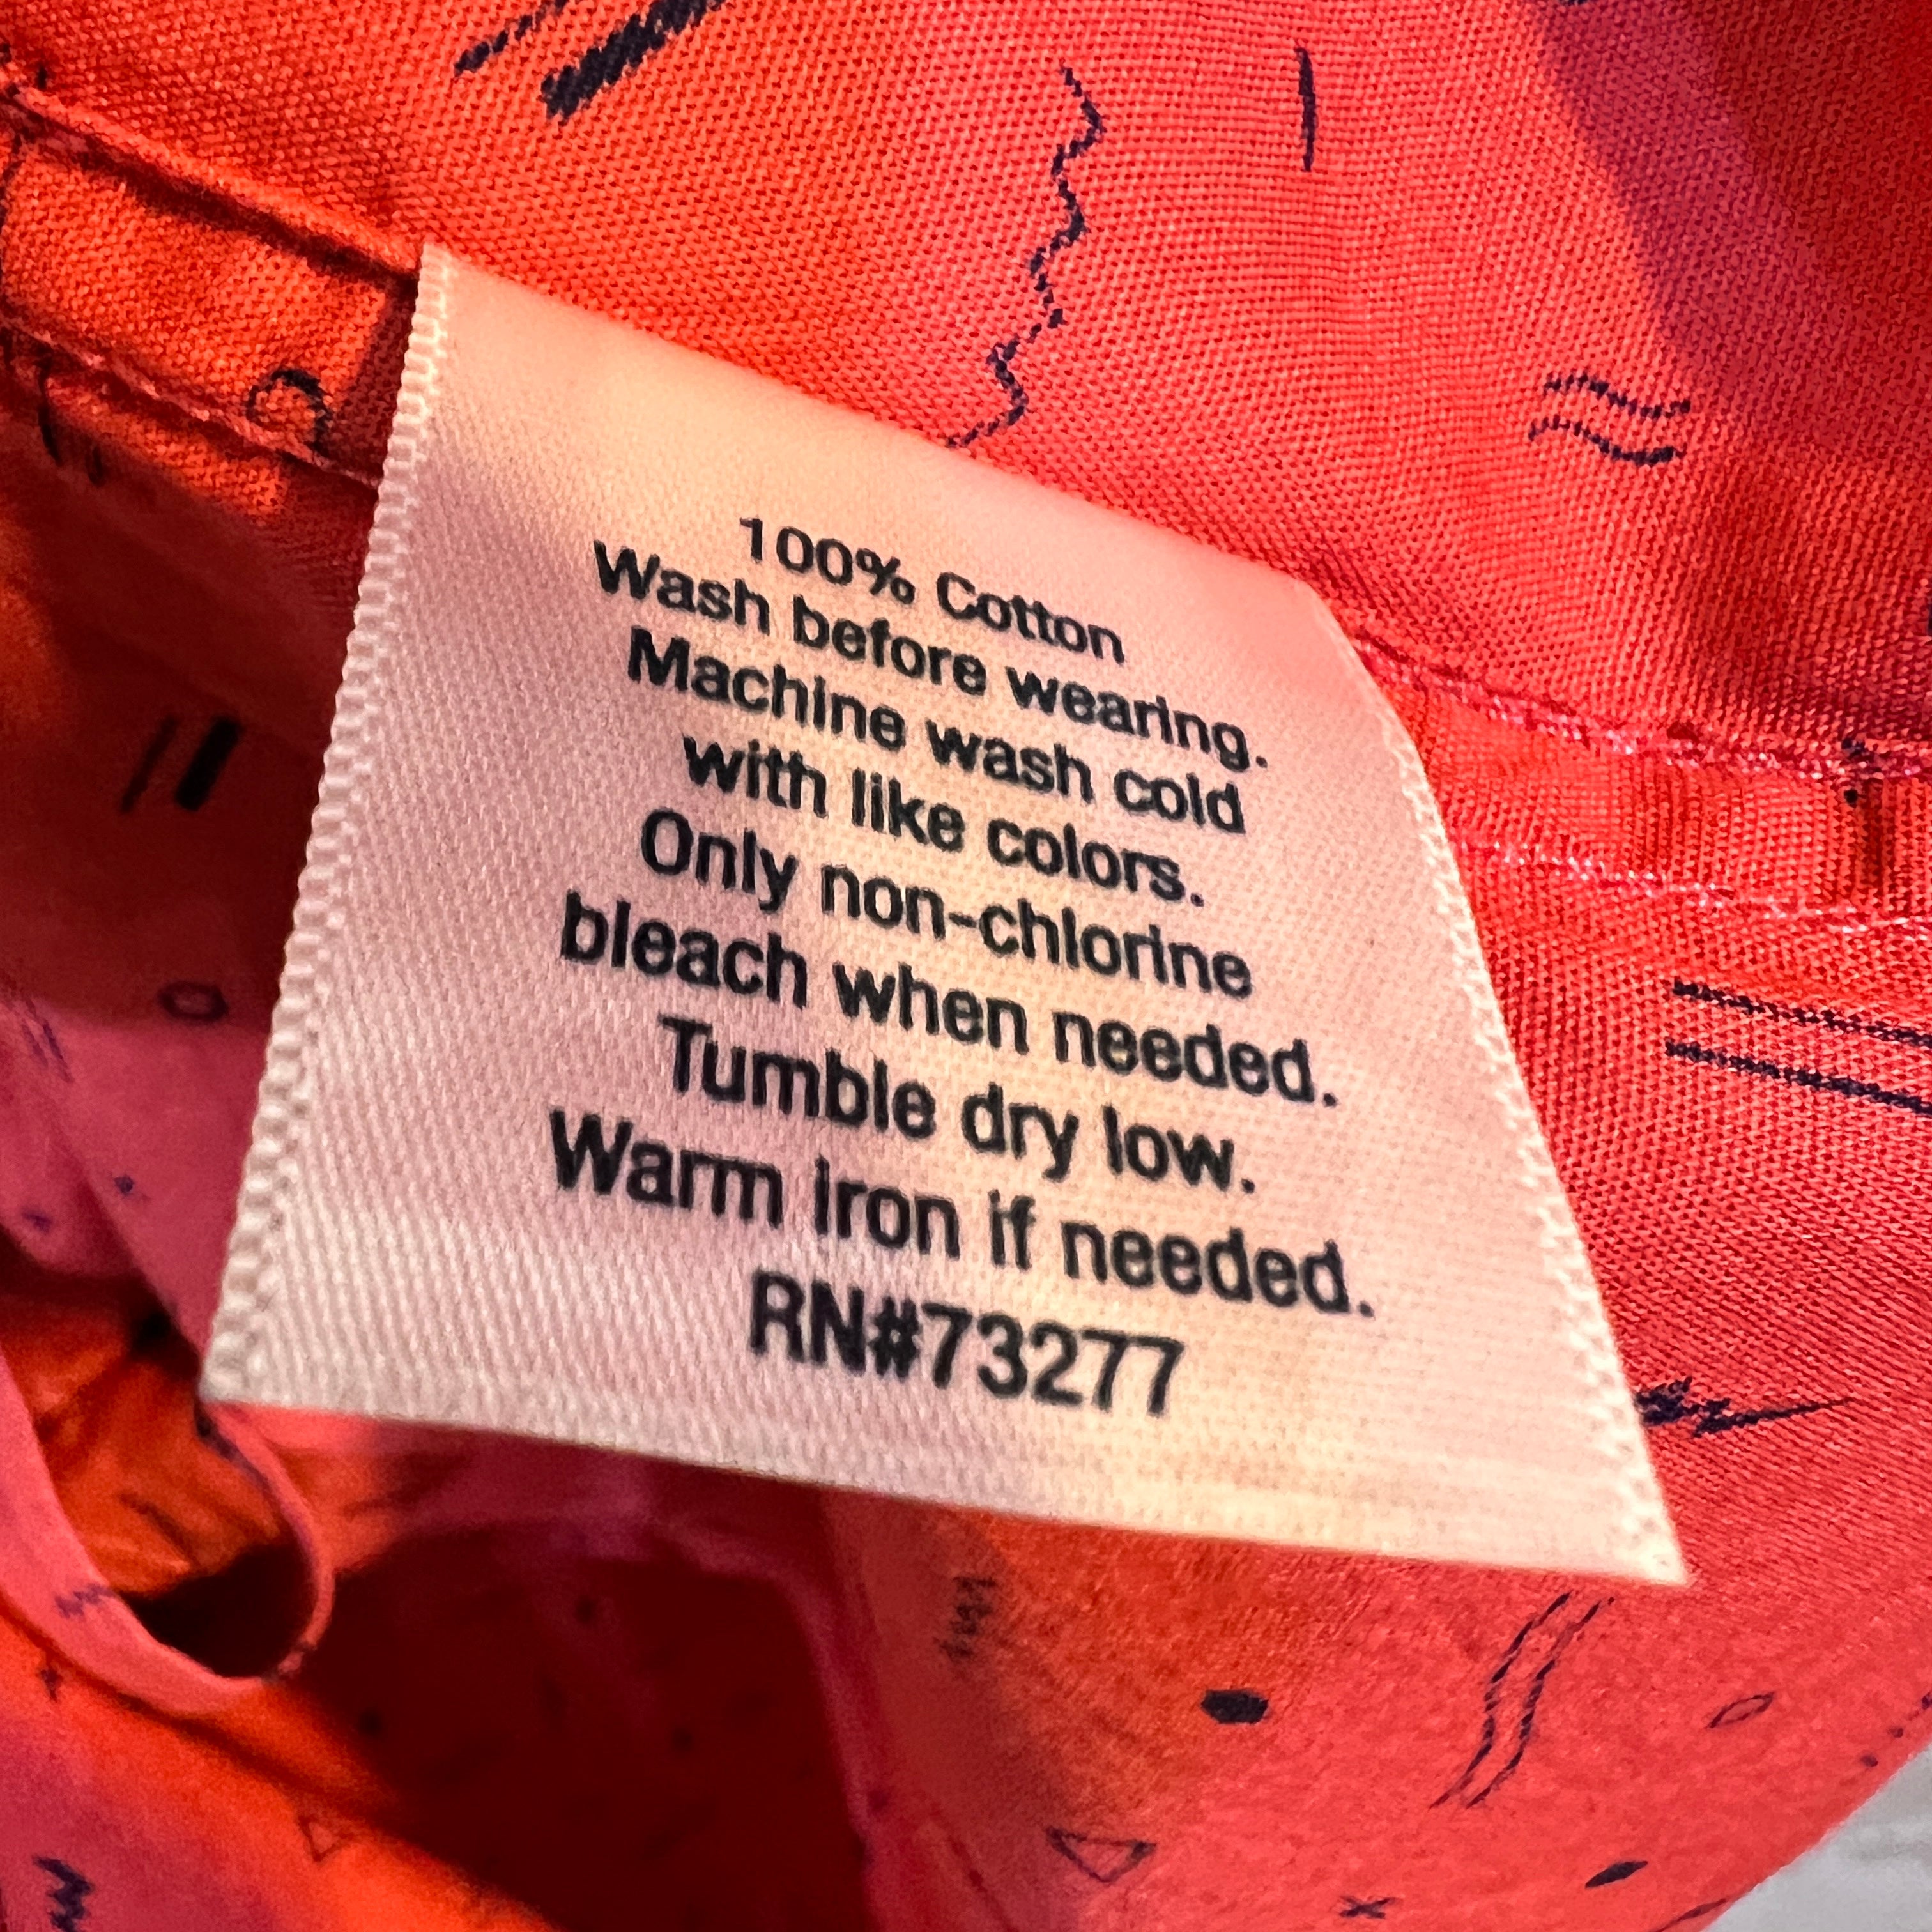 100% Cotton
Wash before wearing.
Machine wash cold
with like colors.
Only non-chlorine
bleach when needed.
Tumble dry low.
Warm iron if needed.
RN#73277